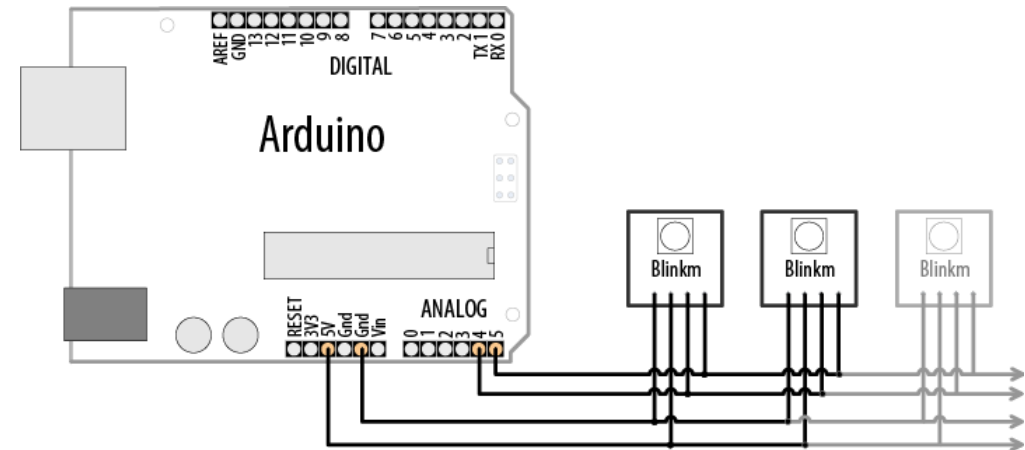 AREF GND 13 12 11 10 9 8 7 6 5 4 3 2 TX 1 RX 0
DIGITAL
Arduino
Blinkm Blinkm Blinkm
ANALOG
RESET 3V3 5V Gnd Gnd Vin 0 1 2 3 4 5